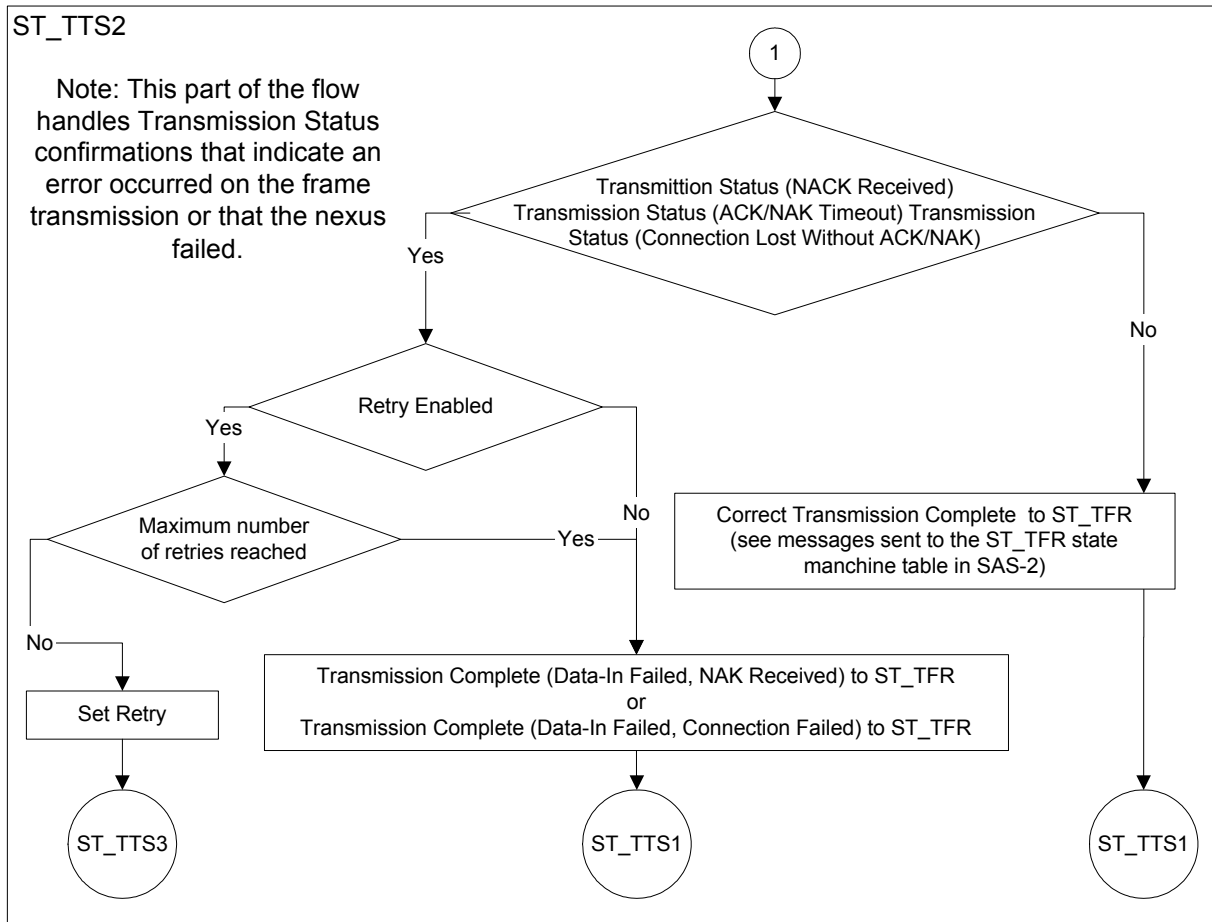 ST_TTS2
1
Note: This part of the flow
handles Transmission Status
confirmations that indicate an
error occurred on the frame
transmission or that the nexus
failed.
Transmittion Status (NACK Received)
Transmission Status (ACK/NAK Timeout) Transmission
Status (Connection Lost Without ACK/NAK)
Yes
No
Retry Enabled
Yes
No
Maximum number
of retries reached
Yes
No
Correct Transmission Complete to ST_TFR
(see messages sent to the ST_TFR state
manchine table in SAS-2)
Set Retry
Transmission Complete (Data-In Failed, NAK Received) to ST_TFR
or
Transmission Complete (Data-In Failed, Connection Failed) to ST_TFR
ST_TTS3
ST_TTS1
ST_TTS1